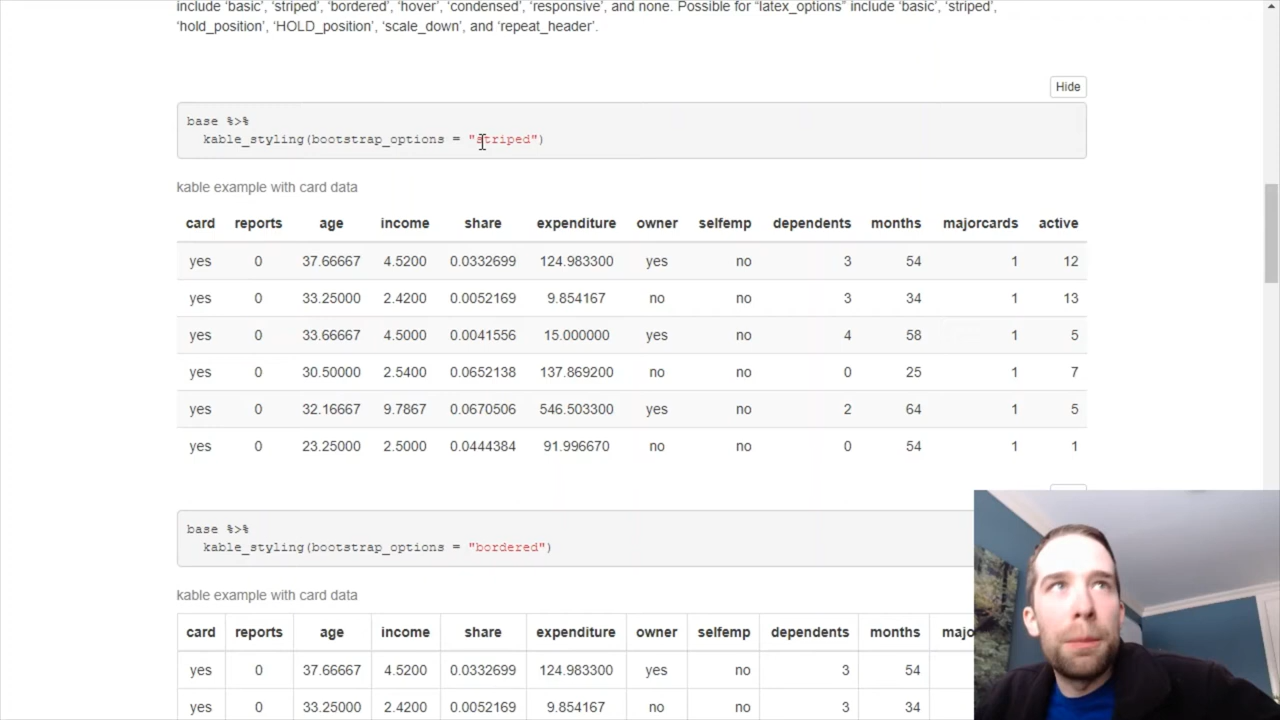 include 'basic', 'striped', 'bordered', 'hover', 'condensed', 'responsive', and none. Possible for "latex_options" include 'basic', 'striped',
'hold_position', 'HOLD_position', 'scale_down', and 'repeat_header'.
Hide
base %>%
kable_styling(bootstrap_options = "striped")
kable example with card data
card reports age income share expenditure owner selfemp dependents months majorcards active
yes 0 37.66667 4.5200 0.0332699 124.983300 yes no 3 54 1 12
yes 0 33.25000 2.4200 0.0052169 9.854167 no no 3 34 1 13
yes 0 33.66667 4.5000 0.0041556 15.000000 yes no 4 58 1 5
yes 0 30.50000 2.5400 0.0652138 137.869200 no no 0 25 1 7
yes 0 32.16667 9.7867 0.0670506 546.503300 yes no 2 64 1 5
yes 0 23.25000 2.5000 0.0444384 91.996670 no no 0 54 1 1
base %>%
kable_styling(bootstrap_options = "bordered")
kable example with card data
card reports age income share expenditure owner selfemp dependents months
yes 0 37.66667 4.5200 0.0332699 124.983300 yes no 3 54
yes 0 33.25000 2.4200 0.0052169 9.854167 no no 3 34